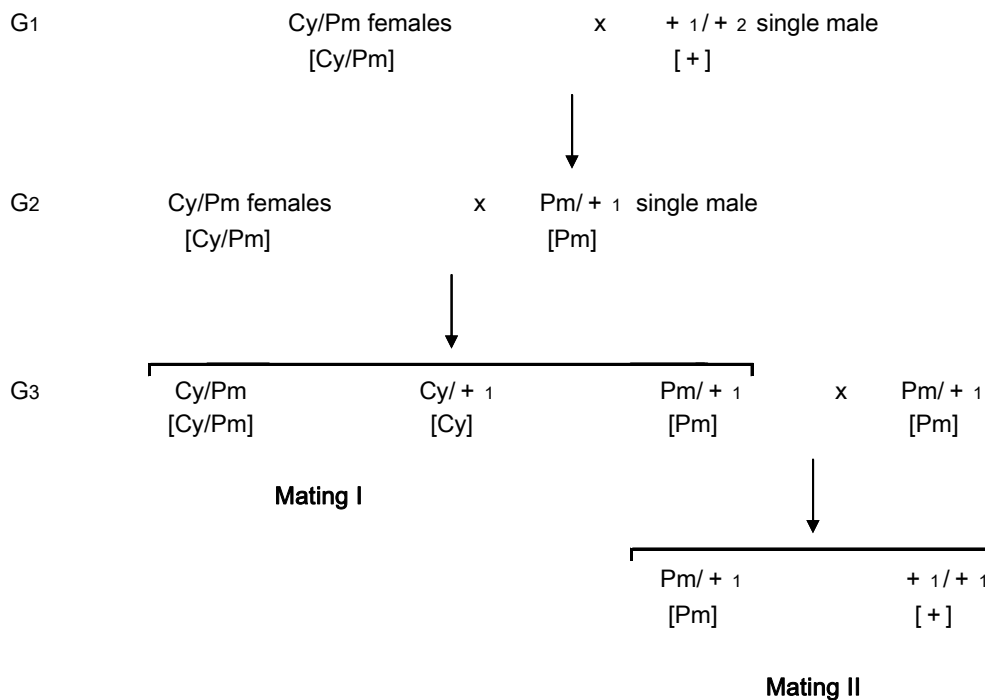 G1 Cy/Pm females x + 1 / + 2 single male
[Cy/Pm] [ + ]
G2 Cy/Pm females x Pm/ + 1 single male
[Cy/Pm] [Pm]
G3 Cy/Pm Cy/ + 1 Pm/ + 1 x Pm/ + 1
[Cy/Pm] [Cy] [Pm] [Pm]
Mating I
Pm/ + 1 + 1 / + 1
[Pm] [ + ]
Mating II